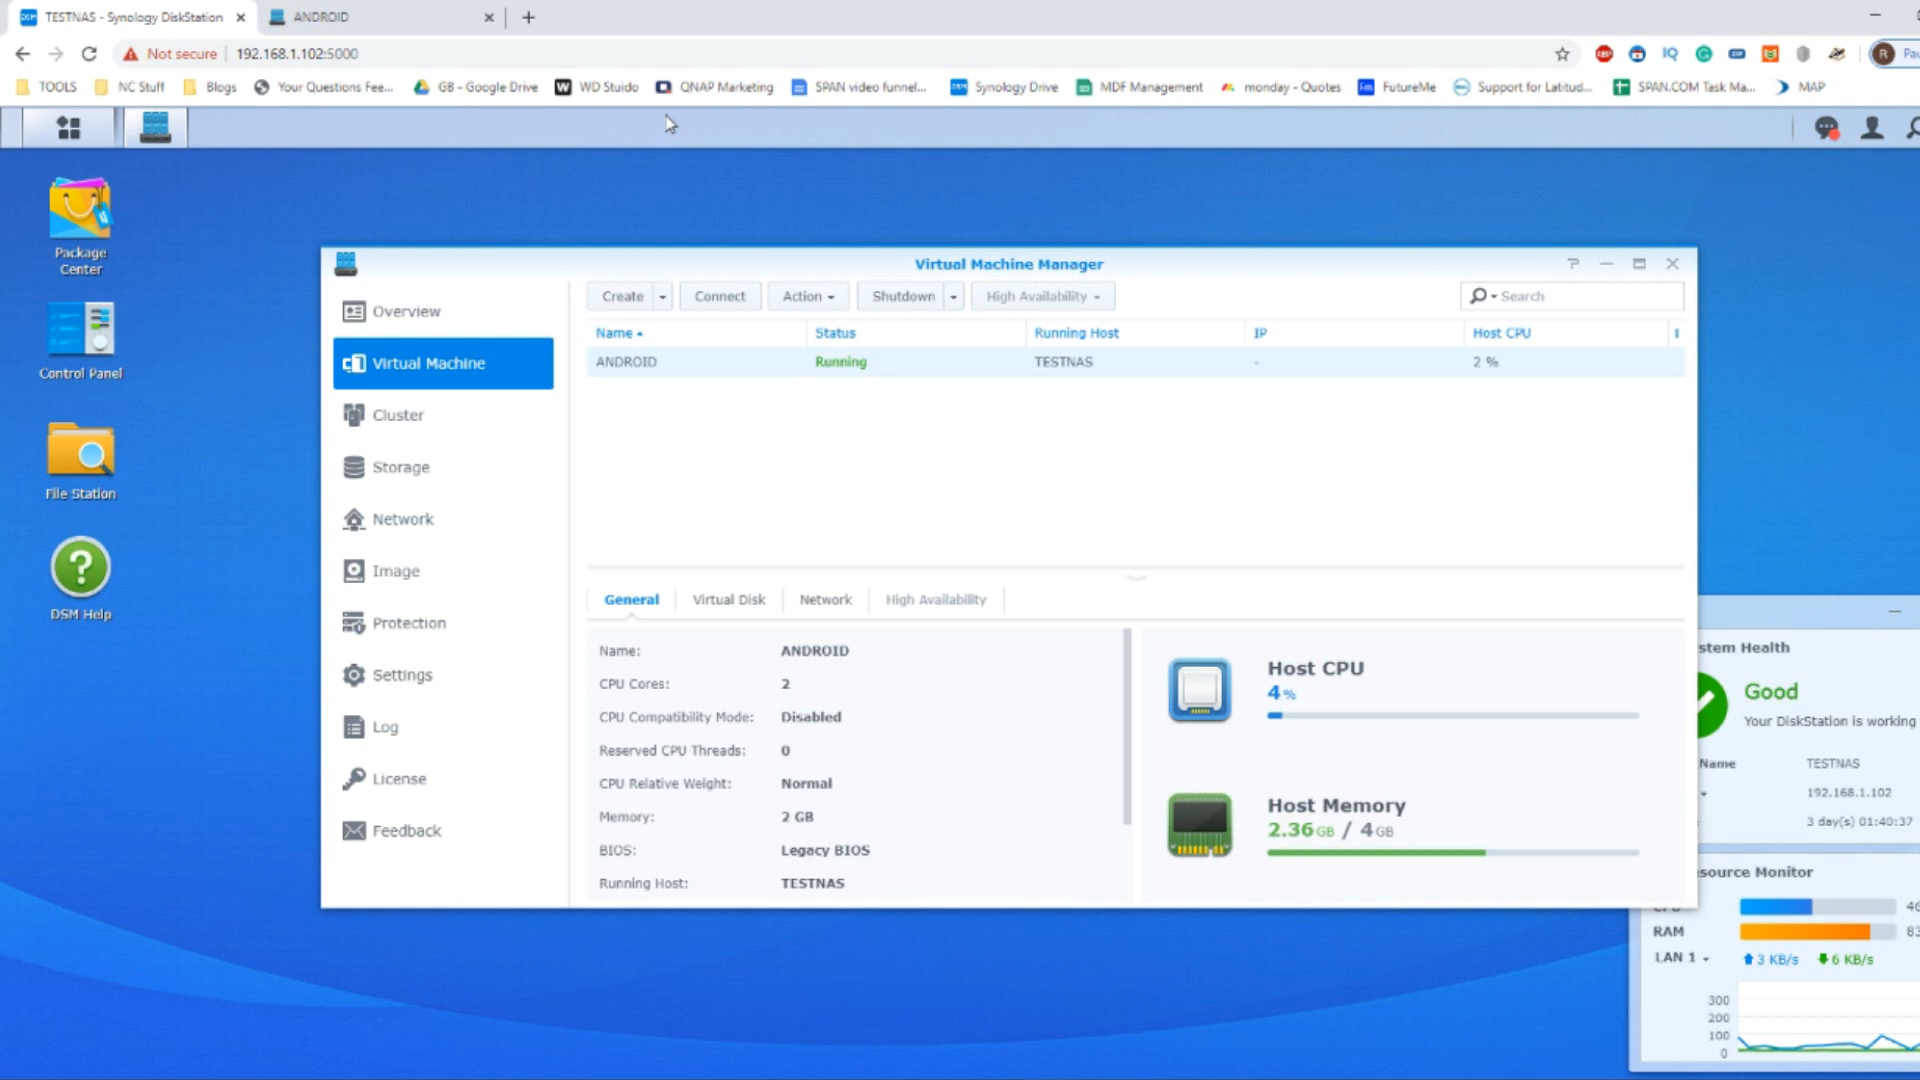 TESTNAS - Synology DiskStation
ANDROID
Not secure
192.168.1.102:5000
TOOLS
NC Stuff
Blogs
Your Questions Fee...
GB - Google Drive
WD Stuido
QNAP Marketing
SPAN video funnel...
Synology Drive
MDF Management
monday - Quotes
FutureMe
Support for Latitud...
SPAN.COM Task Ma...
MAP
Package
Center
Control Panel
File Station
DSM Help
Virtual Machine Manager
Overview
Virtual Machine
Cluster
Storage
Network
Image
Protection
Settings
Log
License
Feedback
Create
Connect
Action
Shutdown
High Availability
Search
Name
Status
Running Host
IP
Host CPU
ANDROID
Running
TESTNAS
-
2 %
General
Virtual Disk
Network
High Availability
Name: ANDROID
CPU Cores: 2
CPU Compatibility Mode: Disabled
Reserved CPU Threads: 0
CPU Relative Weight: Normal
Memory: 2 GB
BIOS: Legacy BIOS
Running Host: TESTNAS
Host CPU
4 %
Host Memory
2.36 GB / 4 GB
stem Health
Good
Your DiskStation is working
Name TESTNAS
192.168.1.102
3 day(s) 01:40:37
source Monitor
46
RAM 83
LAN 1 3 KB/s 6 KB/s
300
200
100
0